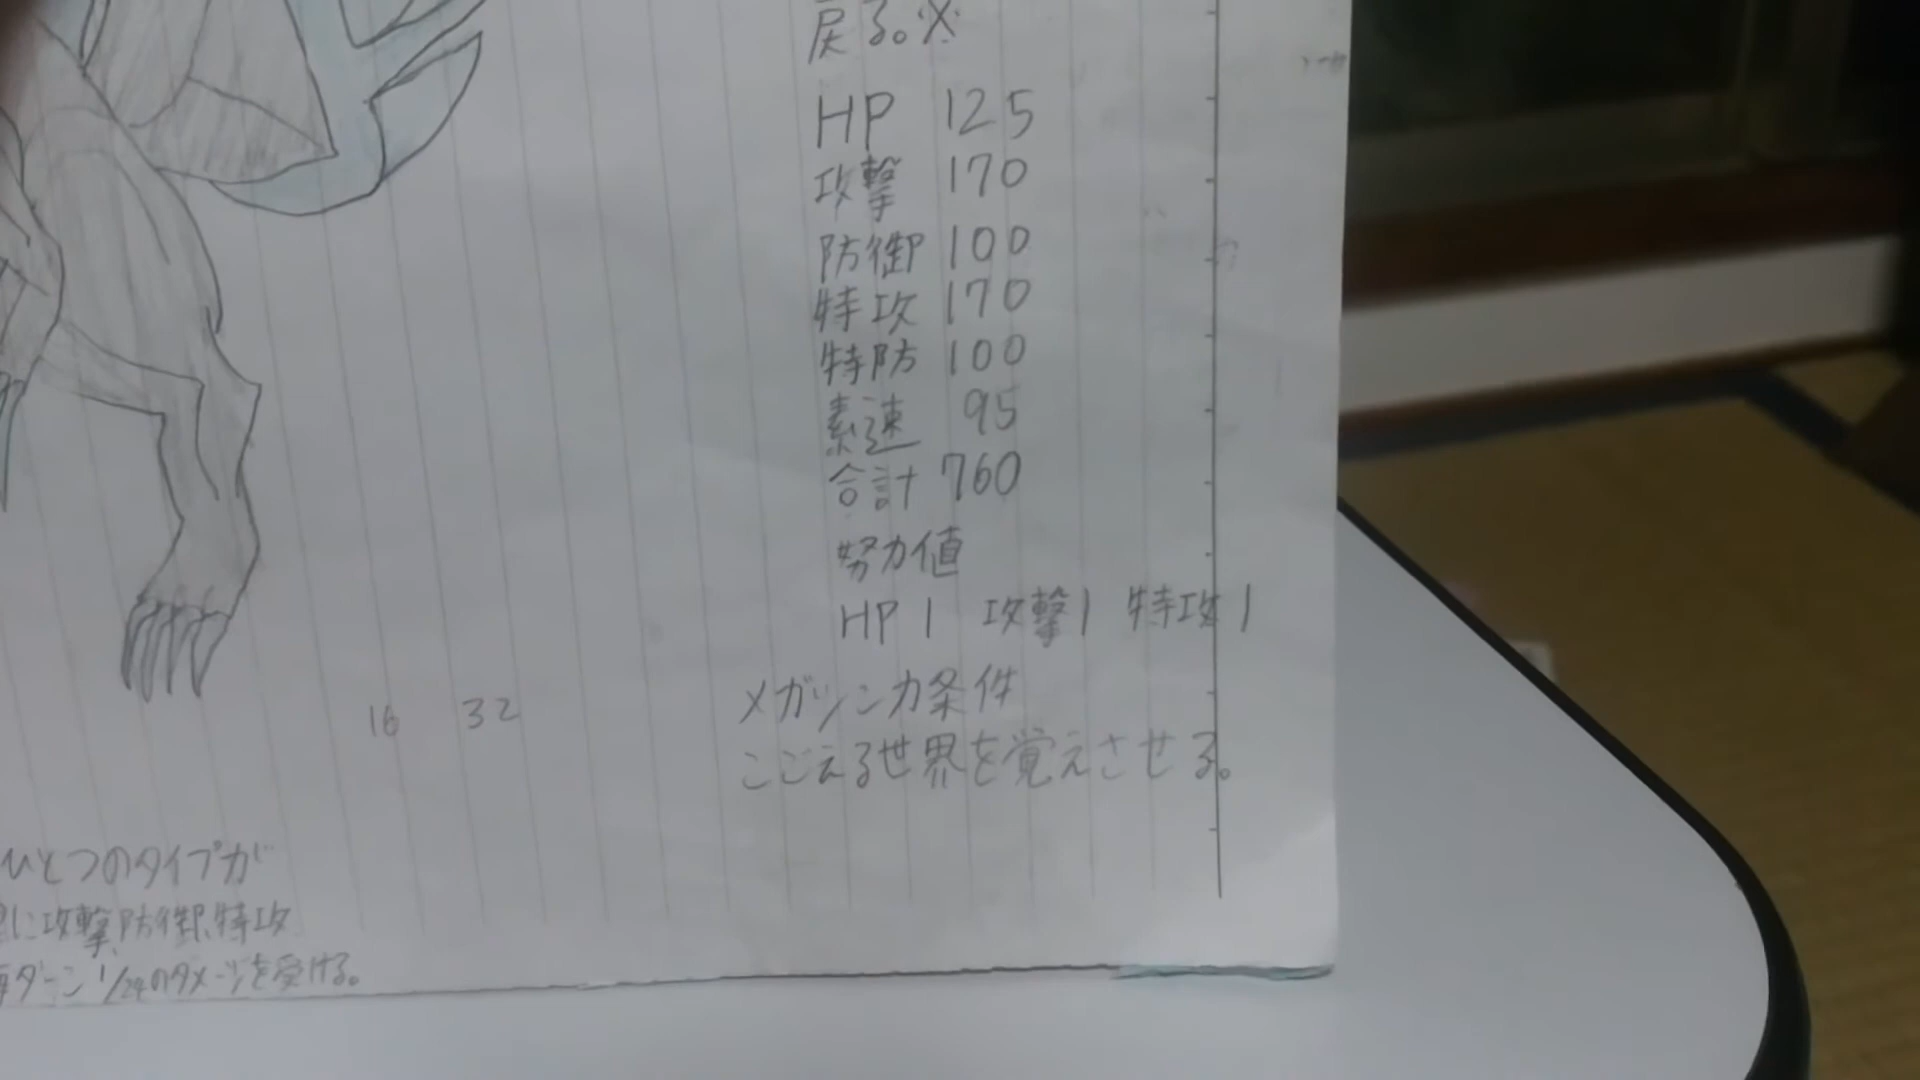 戻る。※
HP 125
攻撃 170
防御 100
特攻 170
特防 100
素速 95
合計 760
努力値
HP 1 攻撃1 特攻1
メガシンカ条件
こごえる世界を覚えさせる。
16 32
ひとつのタイプが
に攻撃、防御、特攻
毎ターン1/24のダメージを受ける。